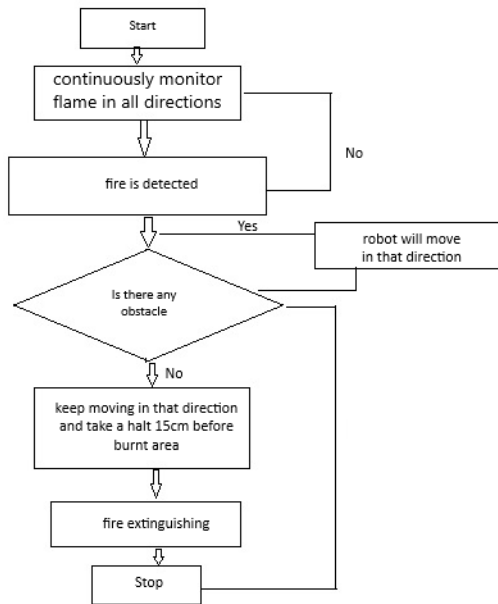 Start
continuously monitor
flame in all directions
No
fire is detected
Yes
robot will move
in that direction
Is there any
obstacle
No
keep moving in that direction
and take a halt 15cm before
burnt area
fire extinguishing
Stop